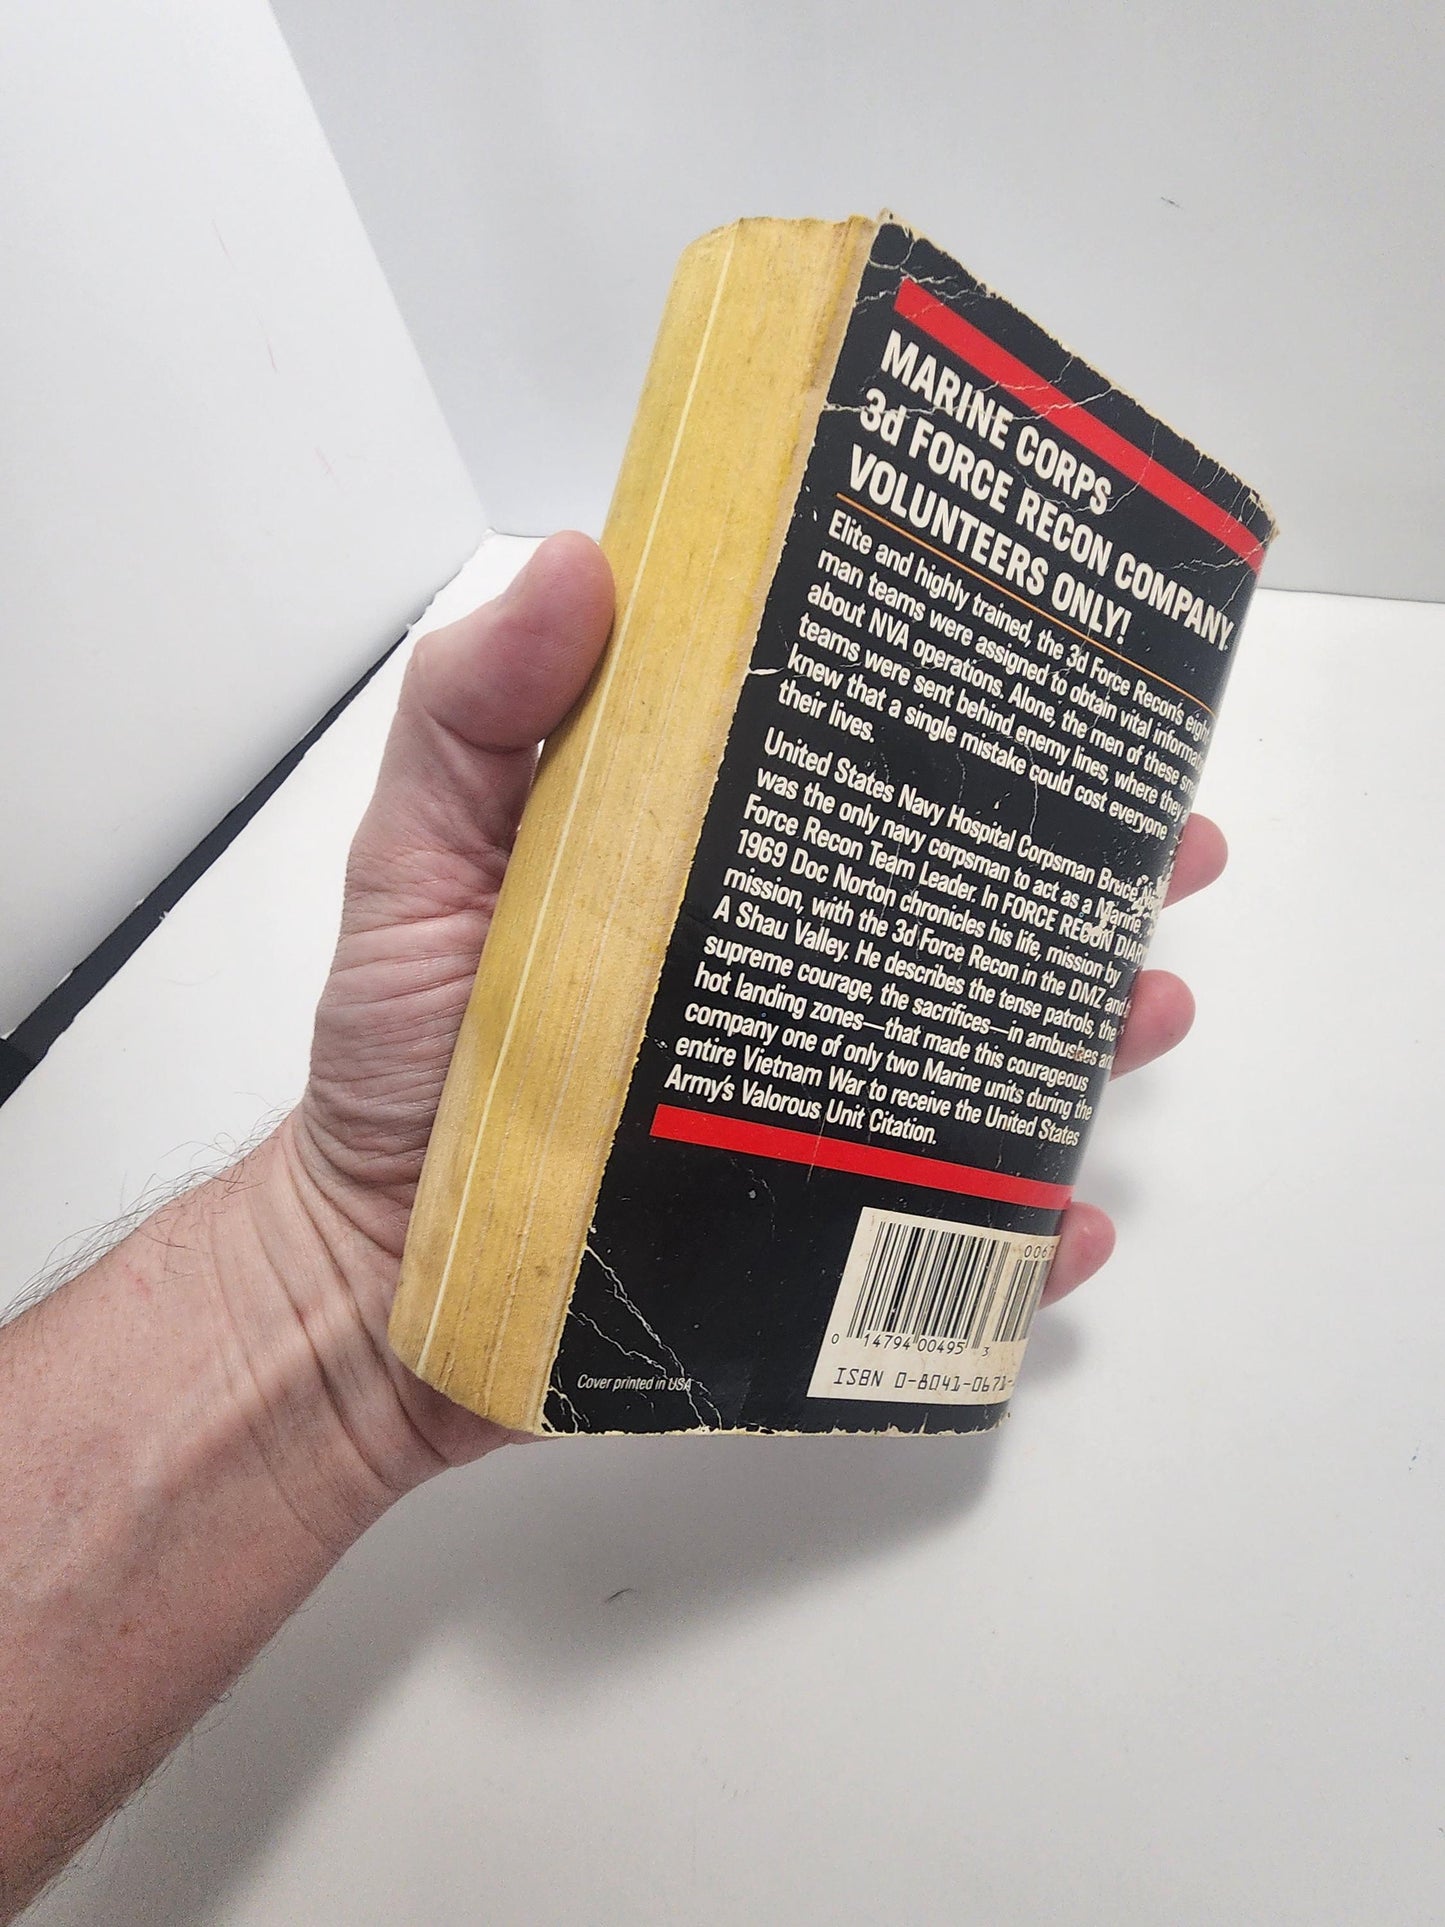 MARINE CORPS
3d FORCE RECON COMPANY.
VOLUNTEERS ONLY!
Elite and highly trained, the 3d Force Recon's eight-
man teams were assigned to obtain vital
about NVA operations. Alone, the men of these
teams were sent behind enemy lines, where they
knew that a single mistake could cost everyone
their lives.
United States Navy Hospital Corpsman Bruce
was the only navy corpsman to act as a Marine
Force Recon Team Leader. In FORCE RECON DIARY
1969 Doc Norton chronicles his life, mission by
mission, with the 3d Force Recon in the DMZ and
A Shau Valley. He describes the tense patrols, the
supreme courage, the sacrifices—in ambushes and
hot landing zones—that made this courageous
company one of only two Marine units during the
entire Vietnam War to receive the United States
Army's Valorous Unit Citation.
0067
0 14794 00495 3
ISBN 0-8041-0671-
Cover printed in USA